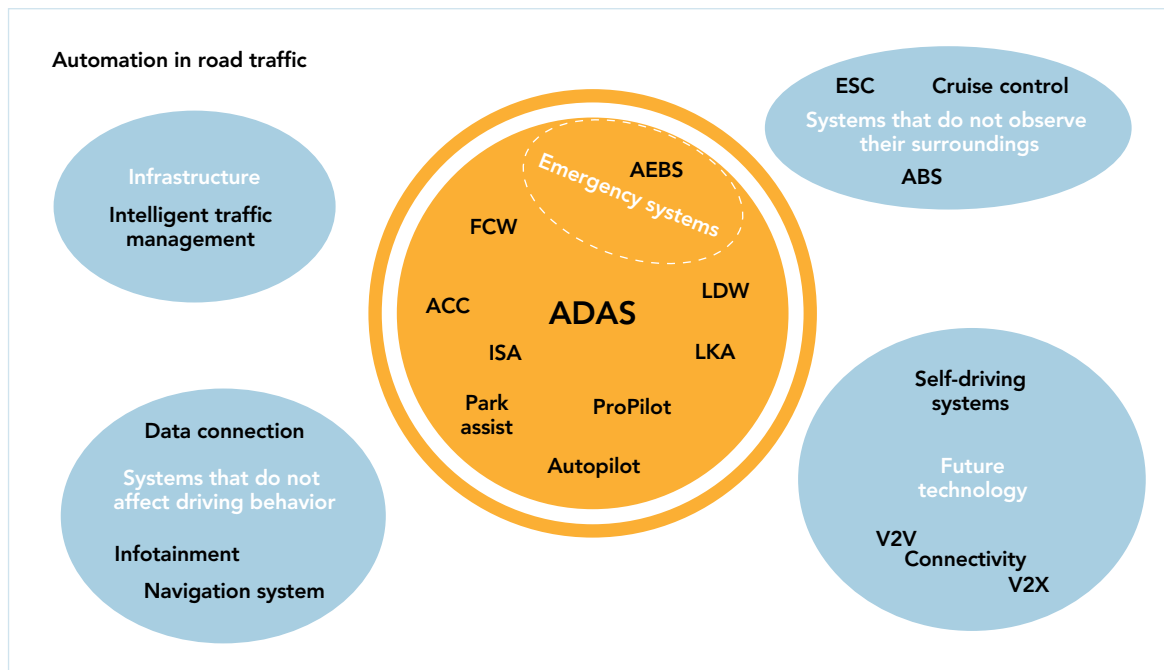 Automation in road traffic
Infrastructure
Intelligent traffic
management
ESC
Cruise control
Systems that do not observe
their surroundings
ABS
Emergency systems
AEBS
FCW
LDW
ACC
ADAS
ISA
LKA
Park
assist
ProPilot
Autopilot
Data connection
Systems that do not
affect driving behavior
Infotainment
Navigation system
Self-driving
systems
Future
technology
V2V
Connectivity
V2X